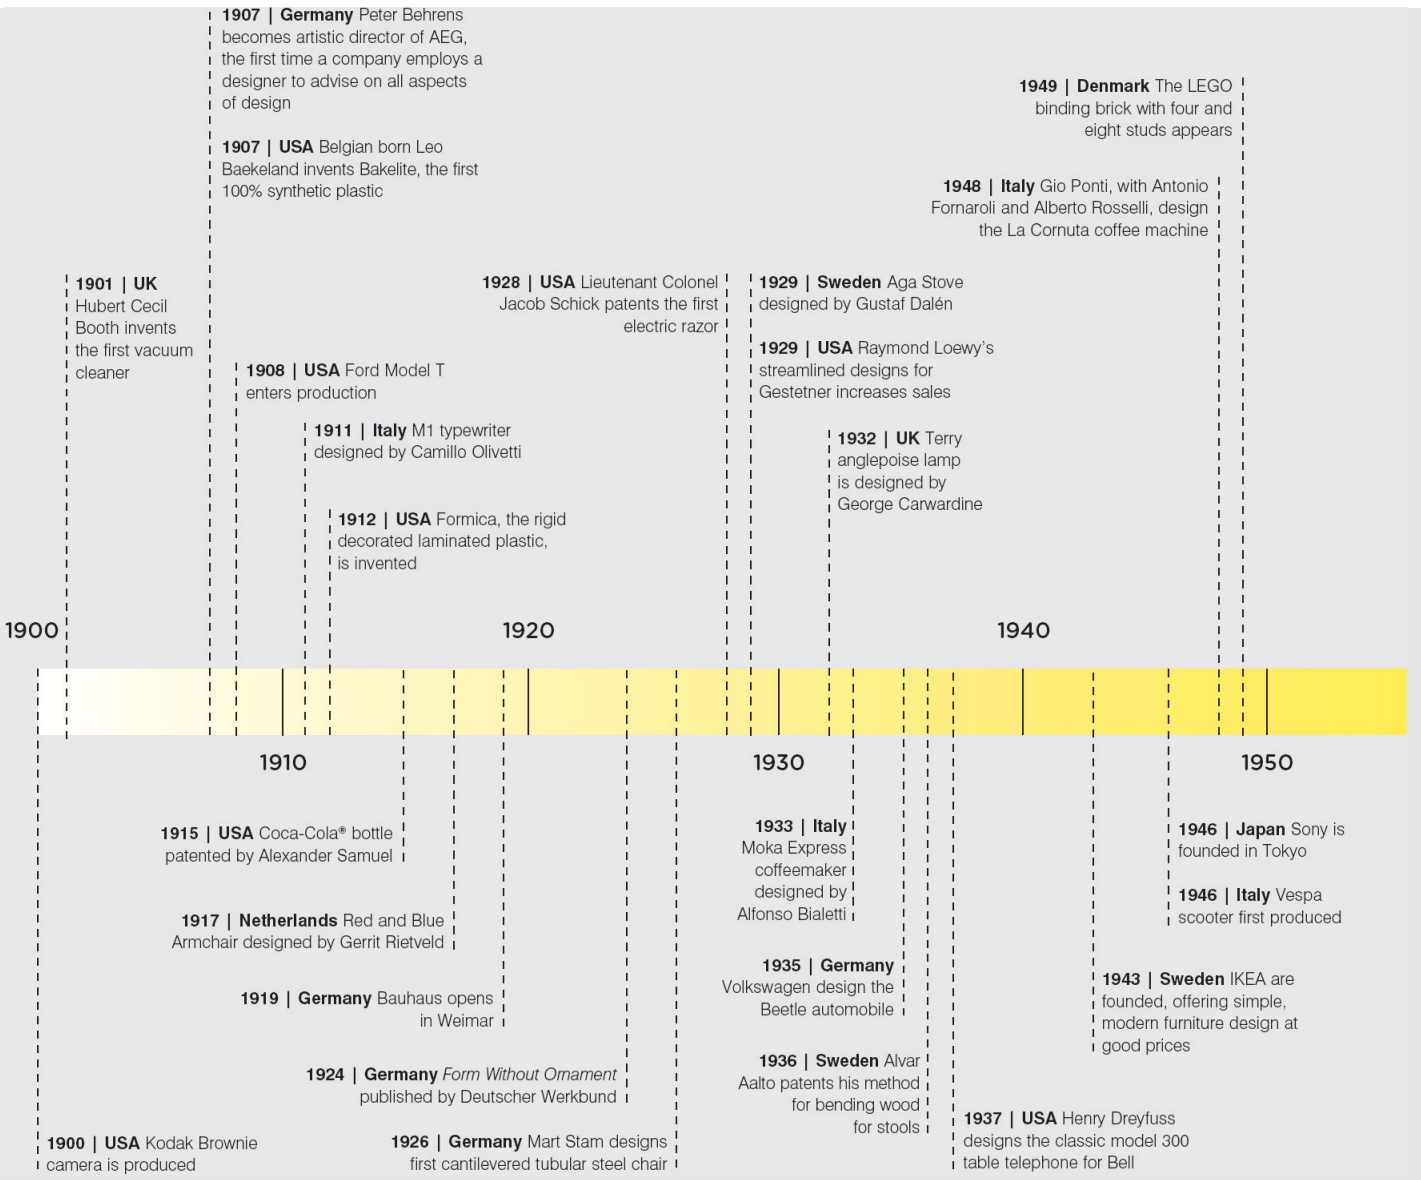 1907 | Germany Peter Behrens
becomes artistic director of AEG,
the first time a company employs a
designer to advise on all aspects
of design
1907 | USA Belgian born Leo
Baekeland invents Bakelite, the first
100% synthetic plastic
1949 | Denmark The LEGO
binding brick with four and
eight studs appears
1948 | Italy Gio Ponti, with Antonio
Fornaroli and Alberto Rosselli, design
the La Cornuta coffee machine
1901 | UK
Hubert Cecil
Booth invents
the first vacuum
cleaner
1928 | USA Lieutenant Colonel
Jacob Schick patents the first
electric razor
1929 | Sweden Aga Stove
designed by Gustaf Dalén
1929 | USA Raymond Loewy's
streamlined designs for
Gestetner increases sales
1908 | USA Ford Model T
enters production
1911 | Italy M1 typewriter
designed by Camillo Olivetti
1932 | UK Terry
anglepoise lamp
is designed by
George Carwardine
1912 | USA Formica, the rigid
decorated laminated plastic,
is invented
1900
1920
1940
1910
1930
1950
1915 | USA Coca-Cola® bottle
patented by Alexander Samuel
1933 | Italy
Moka Express
coffeemaker
designed by
Alfonso Bialetti
1946 | Japan Sony is
founded in Tokyo
1946 | Italy Vespa
scooter first produced
1917 | Netherlands Red and Blue
Armchair designed by Gerrit Rietveld
1935 | Germany
Volkswagen design the
Beetle automobile
1943 | Sweden IKEA are
founded, offering simple,
modern furniture design at
good prices
1919 | Germany Bauhaus opens
in Weimar
1924 | Germany Form Without Ornament
published by Deutscher Werkbund
1936 | Sweden Alvar
Aalto patents his method
for bending wood
for stools
1900 | USA Kodak Brownie
camera is produced
1926 | Germany Mart Stam designs
first cantilevered tubular steel chair
1937 | USA Henry Dreyfuss
designs the classic model 300
table telephone for Bell